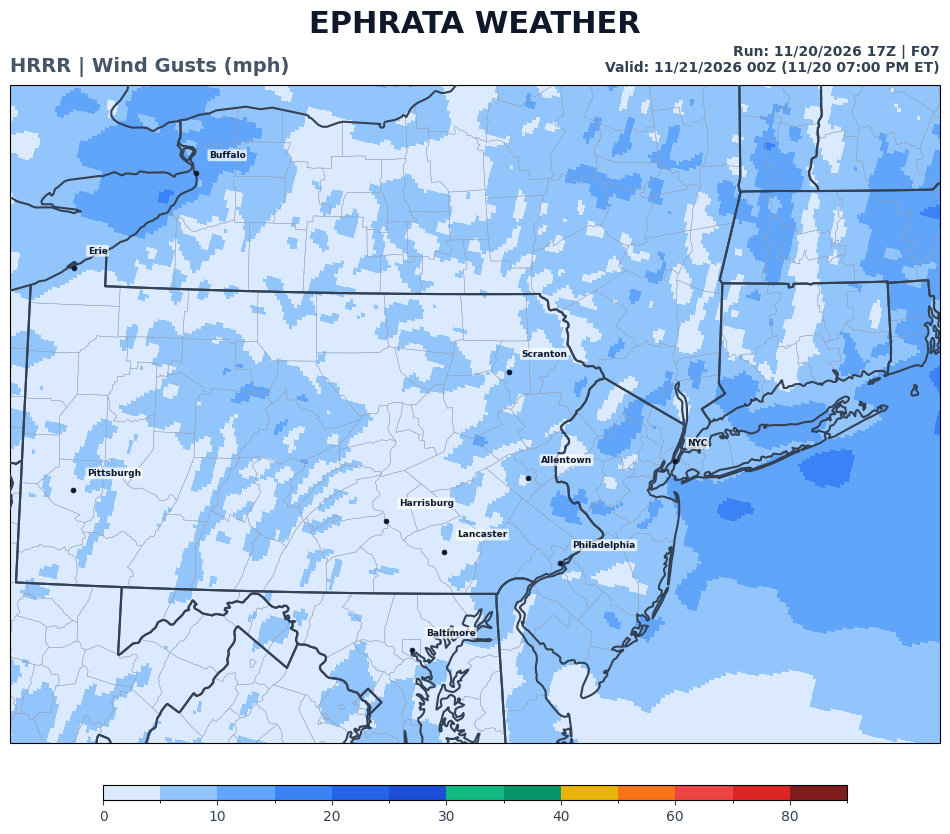 EPHRATA WEATHER
HRRR | Wind Gusts (mph)
Run: 11/20/2026 17Z | F07
Valid: 11/21/2026 00Z (11/20 07:00 PM ET)
Buffalo
Erie
Scranton
NYC
Allentown
Pittsburgh
Harrisburg
Lancaster
Philadelphia
Baltimore
0 10 20 30 40 50 60 70 80